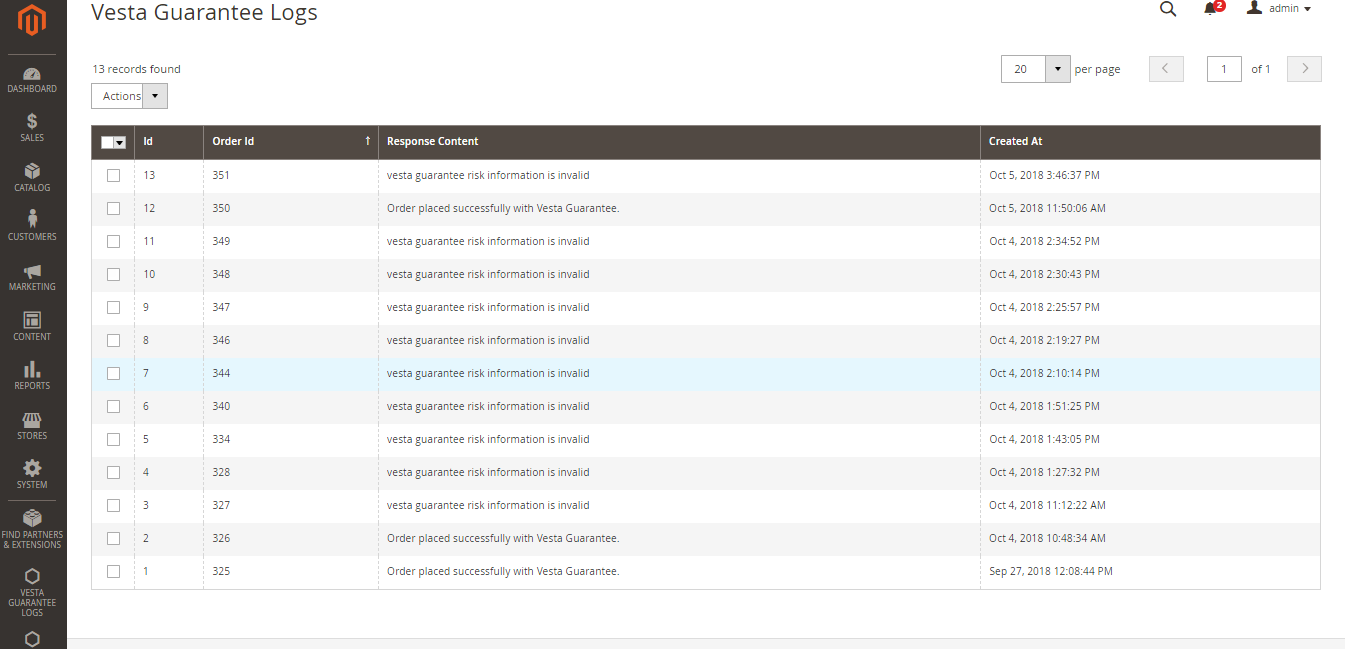 Vesta Guarantee Logs
2
admin
13 records found
20
per page
1
of 1
Actions
Id Order Id ↑ Response Content Created At
13 351 vesta guarantee risk information is invalid Oct 5, 2018 3:46:37 PM
12 350 Order placed successfully with Vesta Guarantee. Oct 5, 2018 11:50:06 AM
11 349 vesta guarantee risk information is invalid Oct 4, 2018 2:34:52 PM
10 348 vesta guarantee risk information is invalid Oct 4, 2018 2:30:43 PM
9 347 vesta guarantee risk information is invalid Oct 4, 2018 2:25:57 PM
8 346 vesta guarantee risk information is invalid Oct 4, 2018 2:19:27 PM
7 344 vesta guarantee risk information is invalid Oct 4, 2018 2:10:14 PM
6 340 vesta guarantee risk information is invalid Oct 4, 2018 1:51:25 PM
5 334 vesta guarantee risk information is invalid Oct 4, 2018 1:43:05 PM
4 328 vesta guarantee risk information is invalid Oct 4, 2018 1:27:32 PM
3 327 vesta guarantee risk information is invalid Oct 4, 2018 11:12:22 AM
2 326 Order placed successfully with Vesta Guarantee. Oct 4, 2018 10:48:34 AM
1 325 Order placed successfully with Vesta Guarantee. Sep 27, 2018 12:08:44 PM
DASHBOARD
SALES
CATALOG
CUSTOMERS
MARKETING
CONTENT
REPORTS
STORES
SYSTEM
FIND PARTNERS
& EXTENSIONS
VESTA
GUARANTEE
LOGS